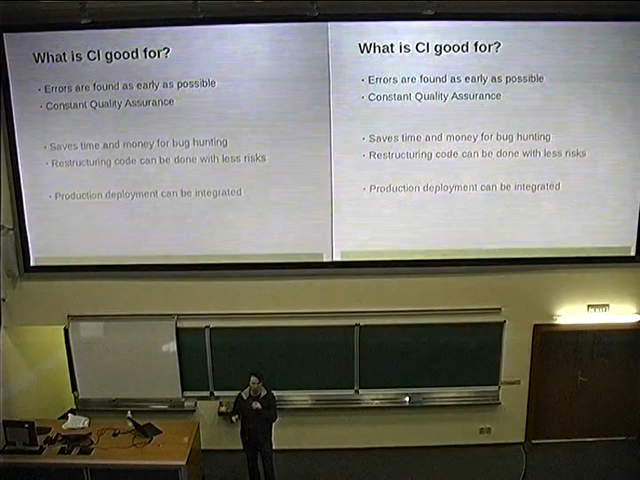 What is CI good for?
· Errors are found as early as possible
· Constant Quality Assurance
· Saves time and money for bug hunting
· Restructuring code can be done with less risks
· Production deployment can be integrated
What is CI good for?
· Errors are found as early as possible
· Constant Quality Assurance
· Saves time and money for bug hunting
· Restructuring code can be done with less risks
· Production deployment can be integrated